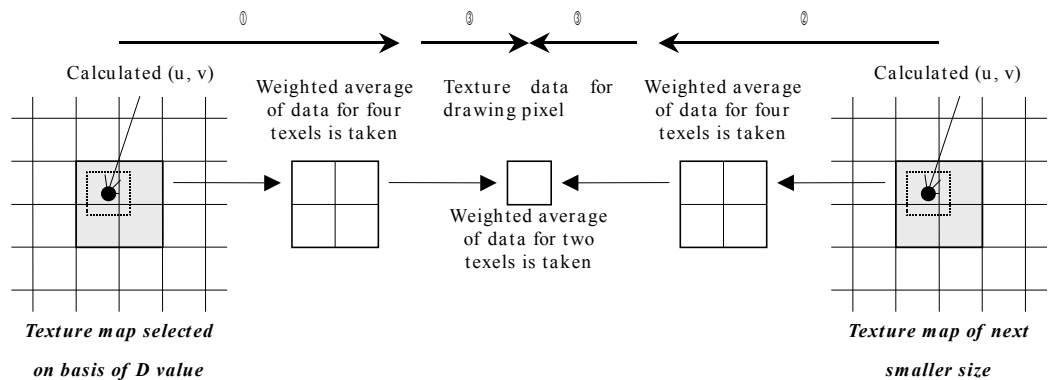 ① ③ ③ ②
Calculated (u, v)
Weighted average
of data for four
texels is taken
Texture data for
drawing pixel
Weighted average
of data for four
texels is taken
Calculated (u, v)
Weighted average
of data for two
texels is taken
Texture map selected
on basis of D value
Texture map of next
smaller size